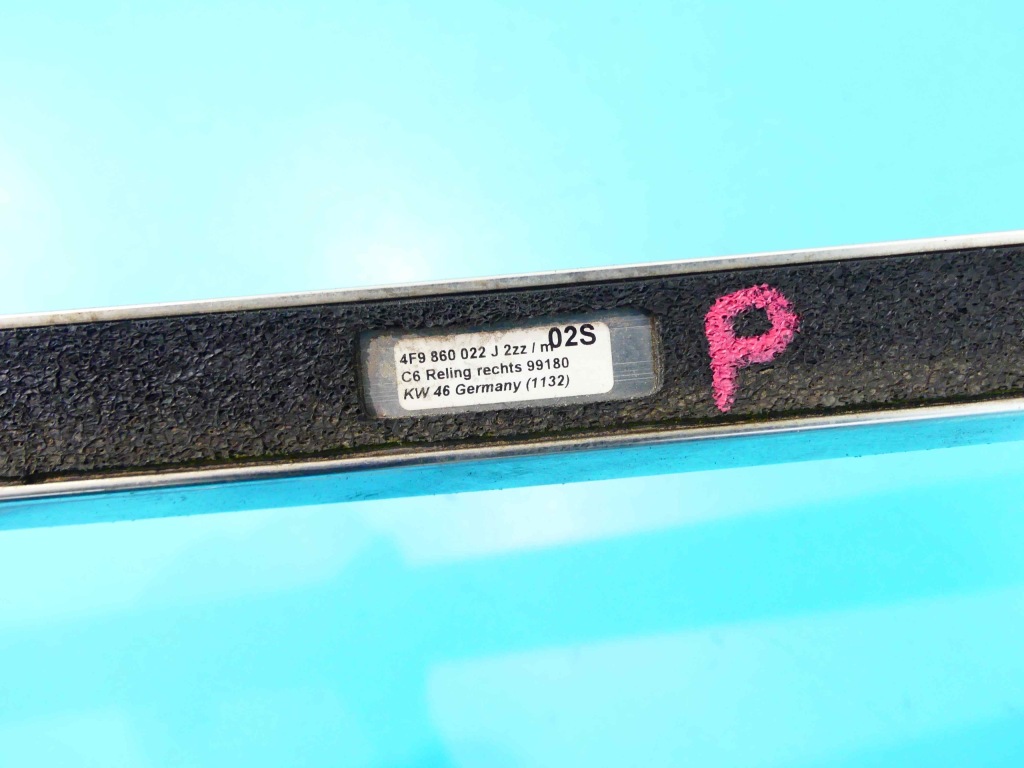 4F9 860 022 J 2zz / m 02S
C6 Reling rechts 99180
KW 46 Germany (1132)
P